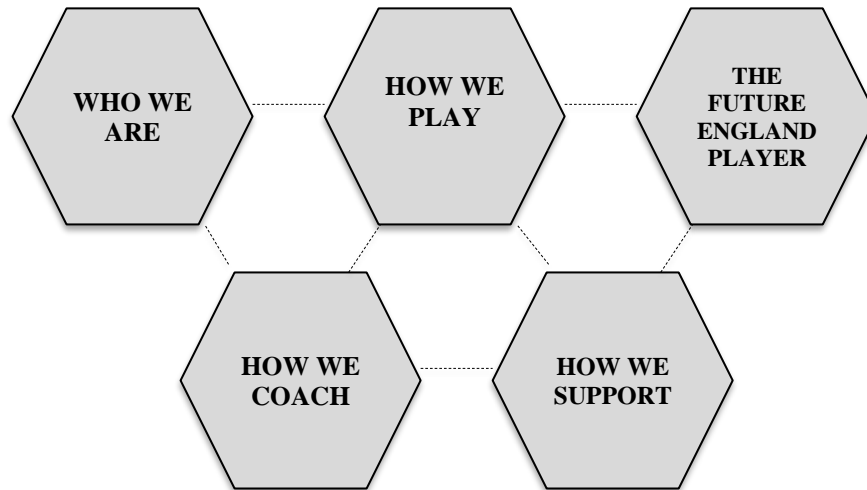 WHO WE
ARE
HOW WE
PLAY
THE
FUTURE
ENGLAND
PLAYER
HOW WE
COACH
HOW WE
SUPPORT